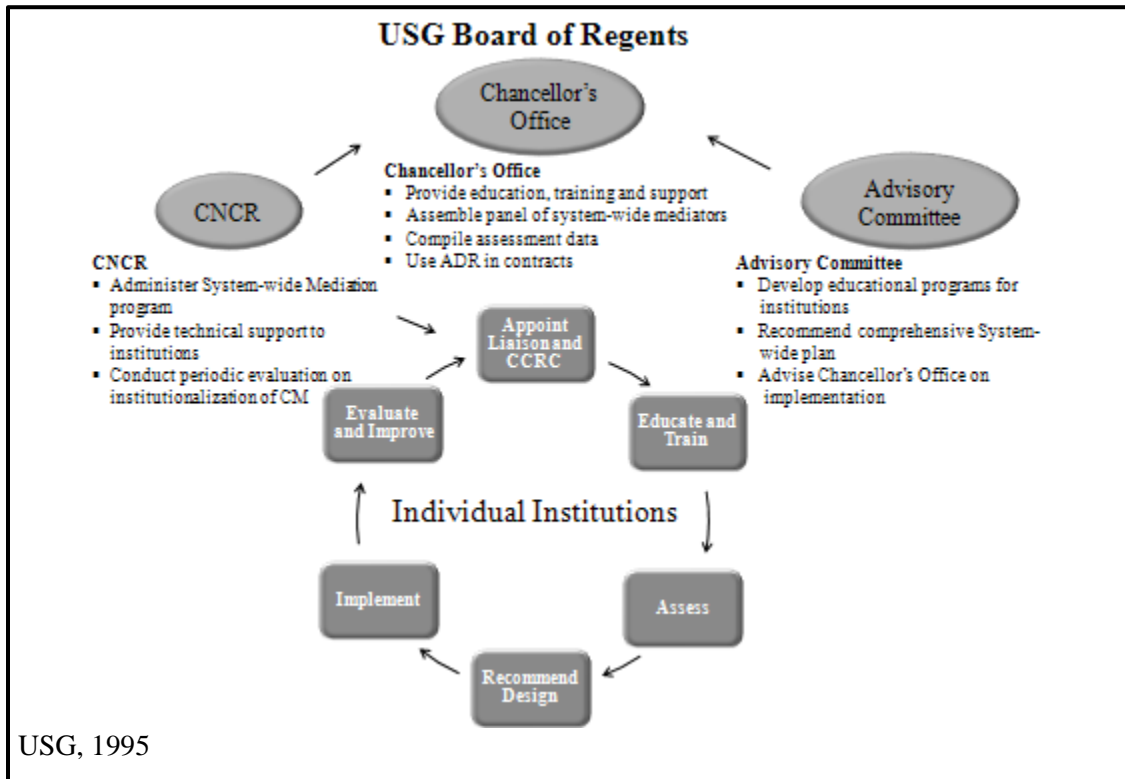 USG Board of Regents
Chancellor's
Office
CNCR
Advisory
Committee
Chancellor's Office
▪ Provide education, training and support
▪ Assemble panel of system-wide mediators
▪ Compile assessment data
▪ Use ADR in contracts
CNCR
▪ Administer System-wide Mediation
program
▪ Provide technical support to
institutions
▪ Conduct periodic evaluation on
institutionalization of CM
Advisory Committee
▪ Develop educational programs for
institutions
▪ Recommend comprehensive System-
wide plan
▪ Advise Chancellor's Office on
implementation
Appoint
Liaison and
CCRC
Educate and
Train
Assess
Recommend
Design
Implement
Evaluate
and Improve
Individual Institutions
USG, 1995